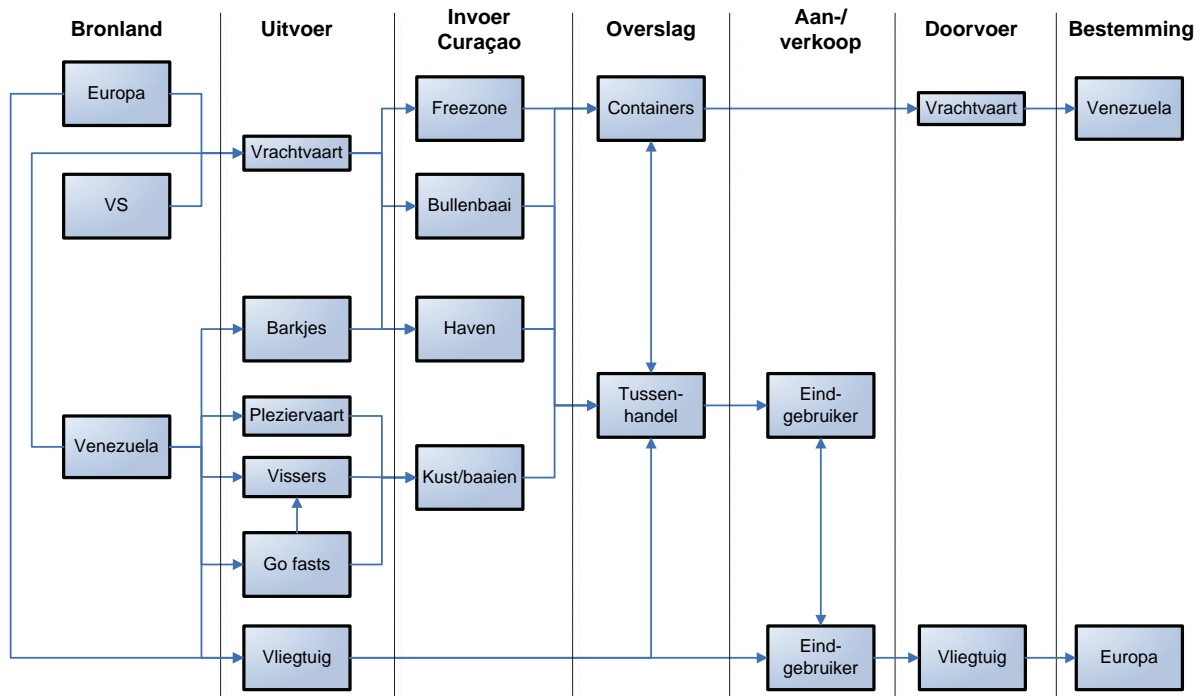 Bronland
Uitvoer
Invoer
Curaçao
Overslag
Aan-/
verkoop
Doorvoer
Bestemming
Europa
Freezone
Containers
Vrachtvaart
Venezuela
Vrachtvaart
VS
Bullenbaai
Barkjes
Haven
Tussen-
handel
Eind-
gebruiker
Pleziervaart
Venezuela
Vissers
Kust/baaien
Go fasts
Vliegtuig
Eind-
gebruiker
Vliegtuig
Europa